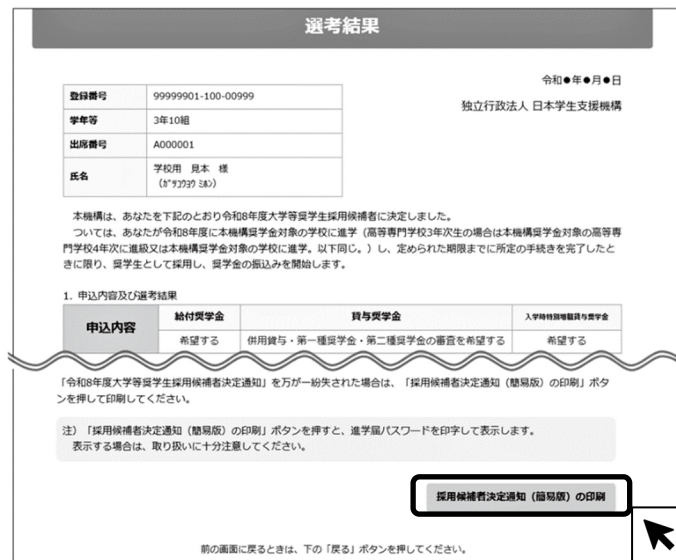 選考結果
令和●年●月●日
独立行政法人 日本学生支援機構
登録番号 99999901-100-00999
学年等 3年10組
出席番号 A000001
氏名 学校用 見本 様
(ｶﾞｯｺｳﾖｳ ﾐﾎﾝ)
本機構は、あなたを下記のとおり令和8年度大学等奨学生採用候補者に決定しました。
ついては、あなたが令和8年度に本機構奨学金対象の学校に進学（高等専門学校3年次生の場合は本機構奨学金対象の高等専
門学校4年次に進級又は本機構奨学金対象の学校に進学。以下同じ。）し、定められた期限までに所定の手続きを完了したと
きに限り、奨学生として採用し、奨学金の振込みを開始します。
1. 申込内容及び選考結果
申込内容 給付奨学金 貸与奨学金 入学時特別増額貸与奨学金
希望する 併用貸与・第一種奨学金・第二種奨学金の審査を希望する 希望する
「令和8年度大学等奨学生採用候補者決定通知」を万が一紛失された場合は、「採用候補者決定通知（簡易版）の印刷」ボタ
ンを押して印刷してください。
注）「採用候補者決定通知（簡易版）の印刷」ボタンを押すと、進学届パスワードを印字して表示します。
表示する場合は、取り扱いに十分注意してください。
採用候補者決定通知（簡易版）の印刷
前の画面に戻るときは、下の「戻る」ボタンを押してください。